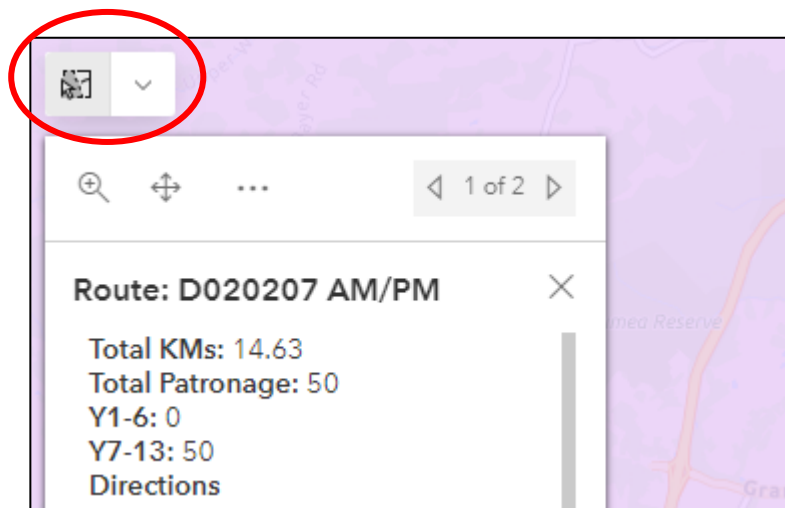 1 of 2
Route: D020207 AM/PM
Total KMs: 14.63
Total Patronage: 50
Y1-6: 0
Y7-13: 50
Directions
Reserve